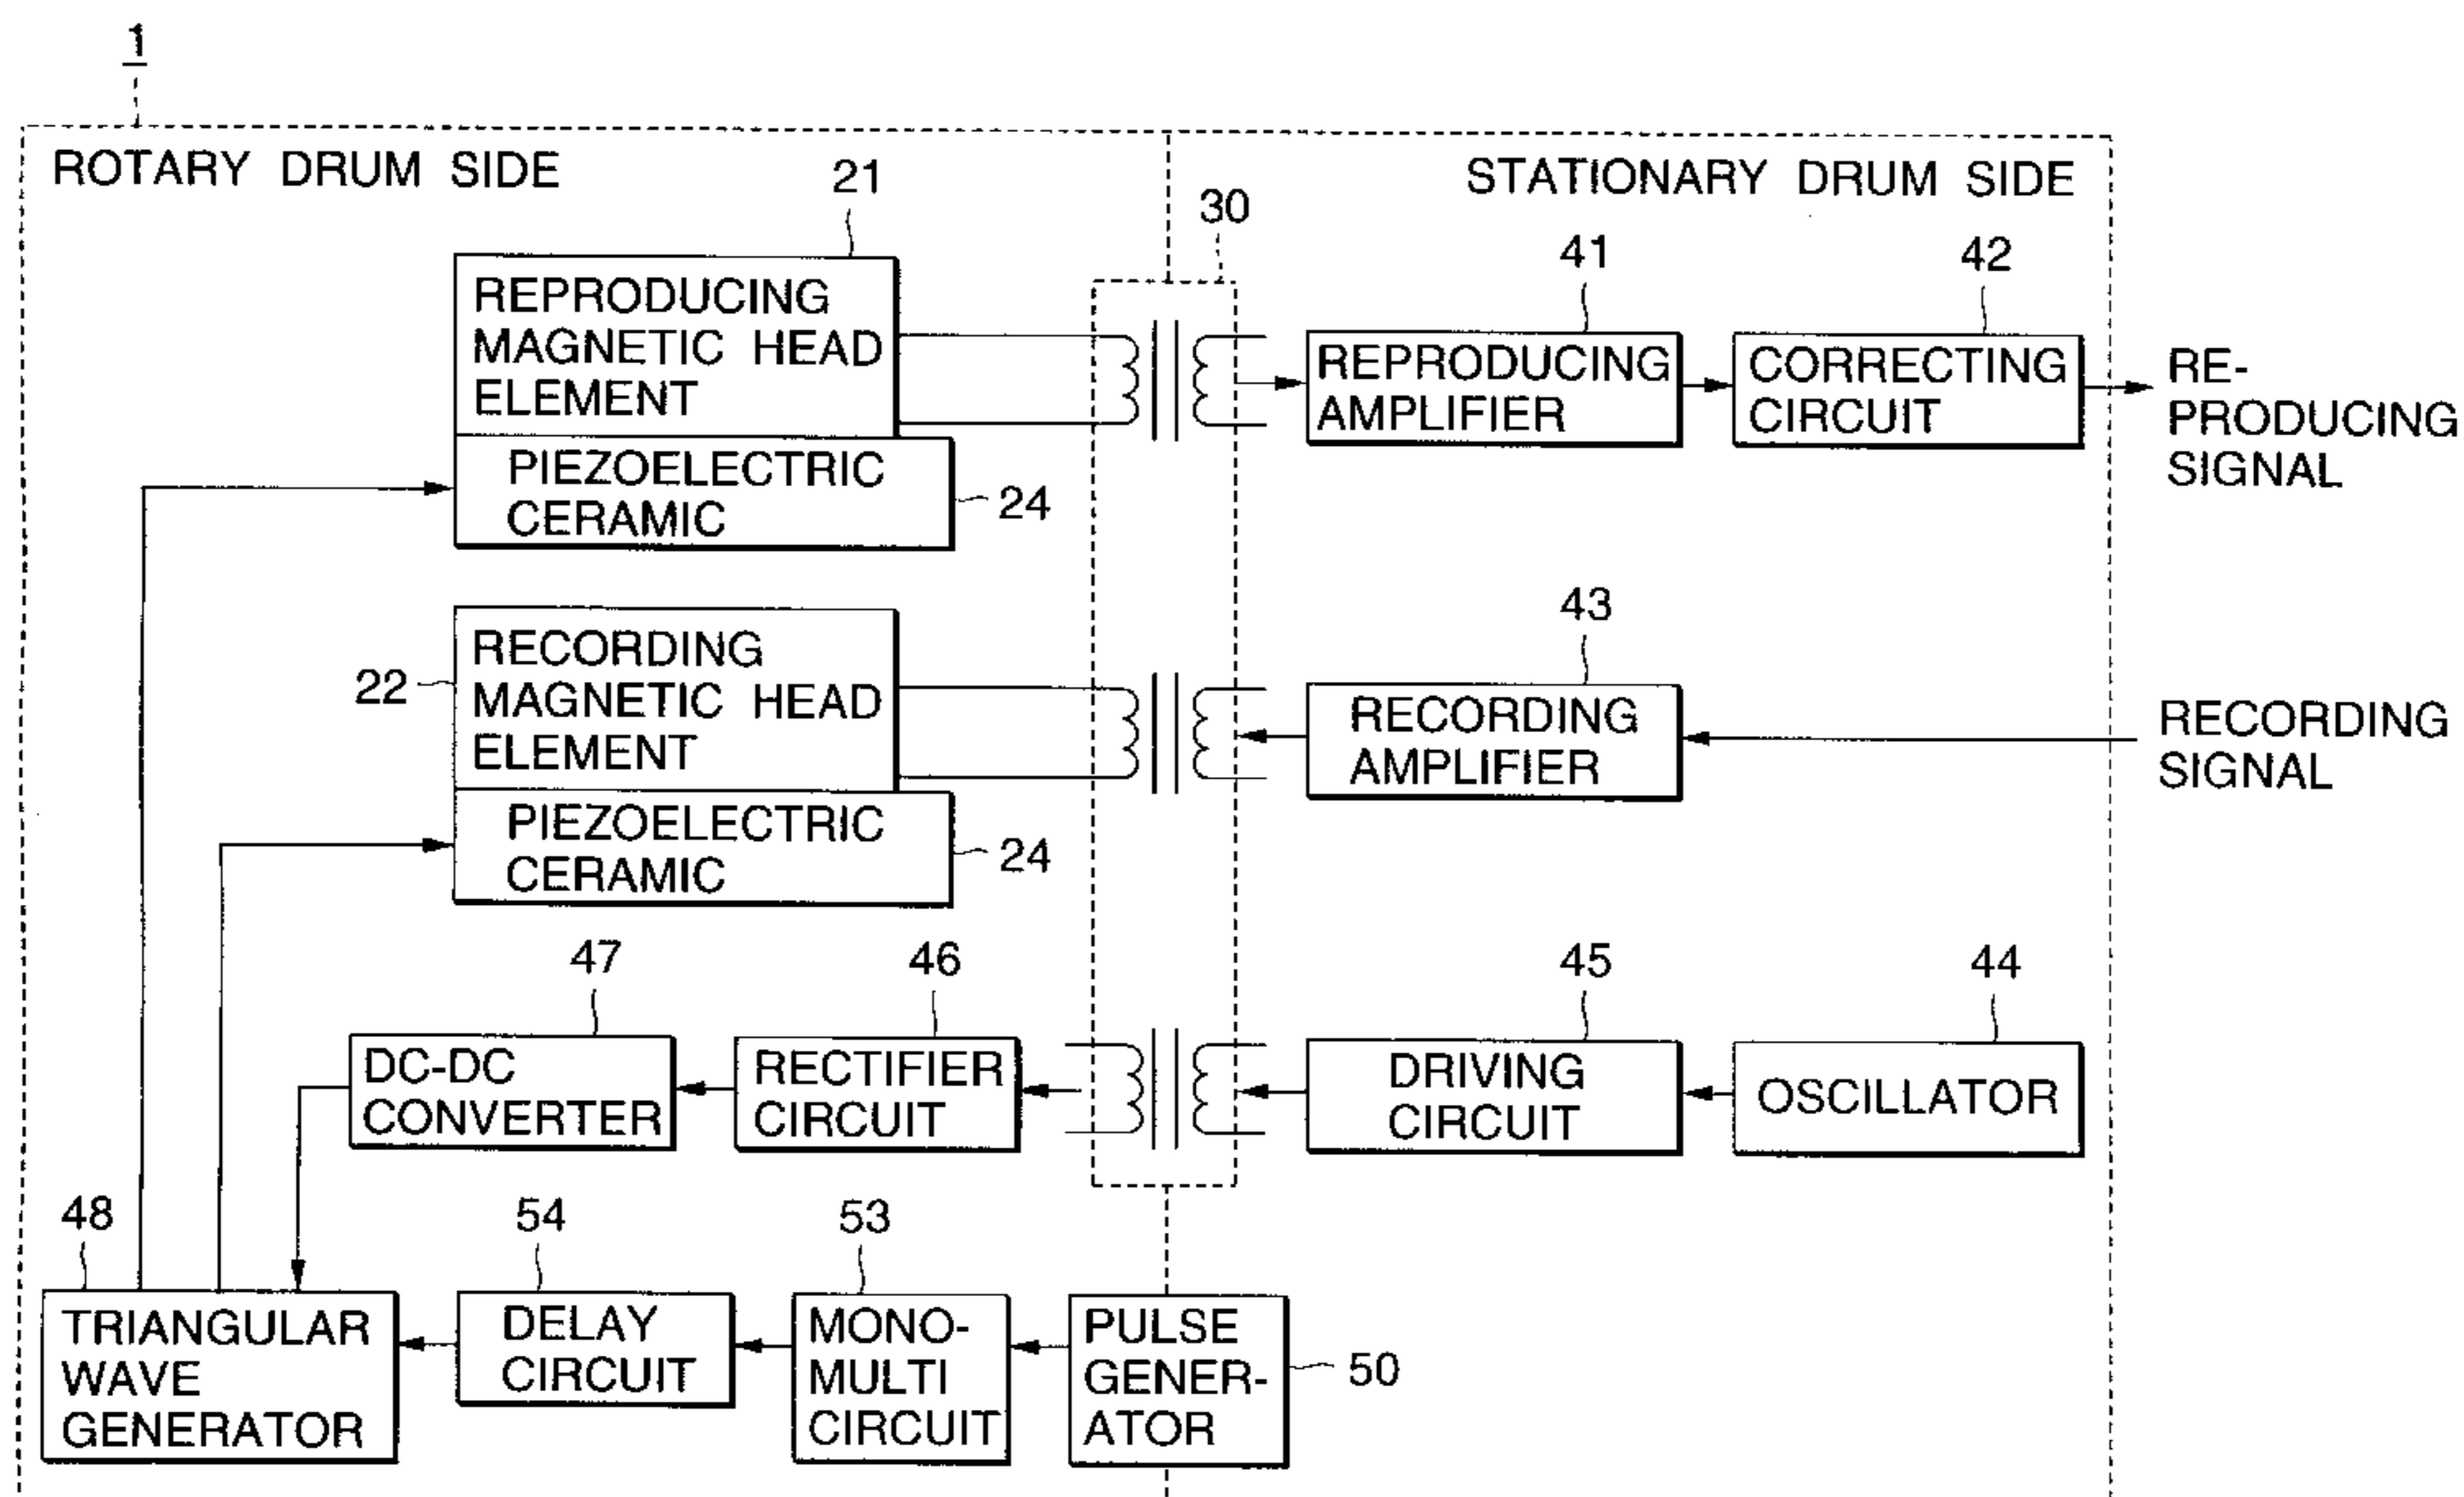 1
ROTARY DRUM SIDE
STATIONARY DRUM SIDE
21
30
41
42
REPRODUCING
MAGNETIC HEAD
ELEMENT
PIEZOELECTRIC
CERAMIC
24
REPRODUCING
AMPLIFIER
CORRECTING
CIRCUIT
RE-
PRODUCING
SIGNAL
22
RECORDING
MAGNETIC HEAD
ELEMENT
PIEZOELECTRIC
CERAMIC
24
43
RECORDING
AMPLIFIER
RECORDING
SIGNAL
47
46
45
44
DC-DC
CONVERTER
RECTIFIER
CIRCUIT
DRIVING
CIRCUIT
OSCILLATOR
48
54
53
TRIANGULAR
WAVE
GENERATOR
DELAY
CIRCUIT
MONO-
MULTI
CIRCUIT
PULSE
GENER-
ATOR
50